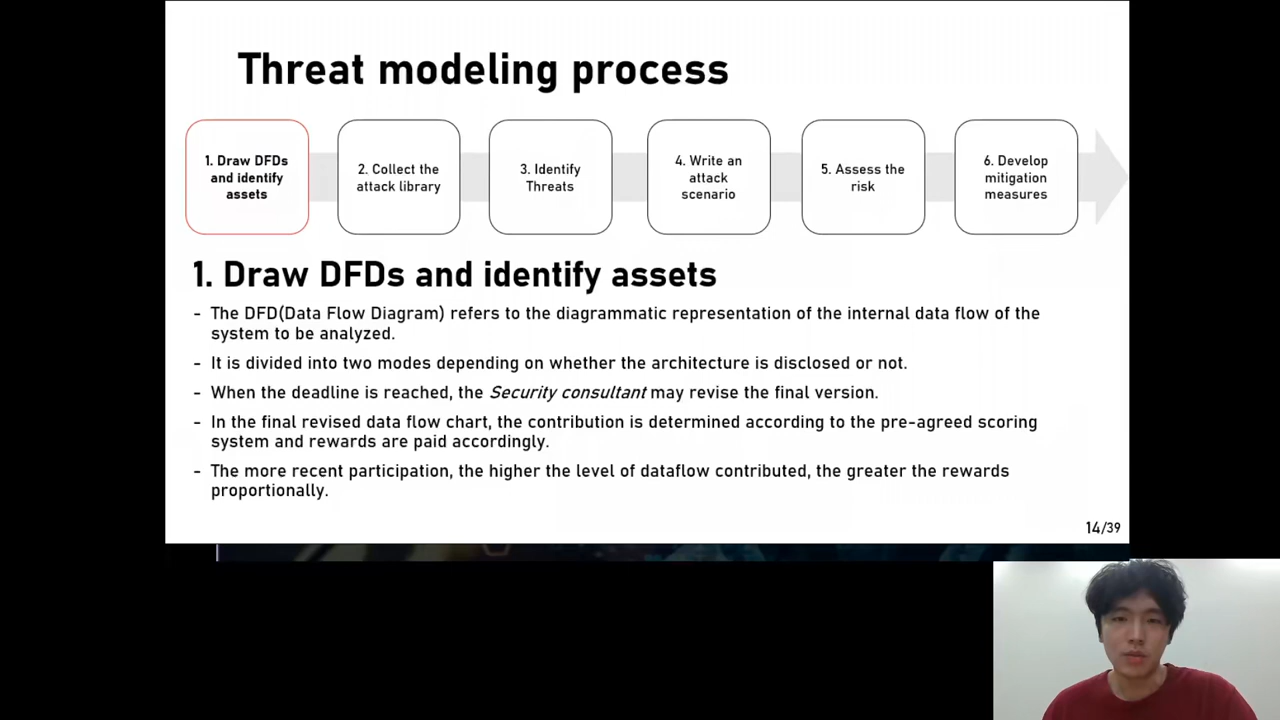 Threat modeling process
1. Draw DFDs
and identify
assets
2. Collect the
attack library
3. Identify
Threats
4. Write an
attack
scenario
5. Assess the
risk
6. Develop
mitigation
measures
1. Draw DFDs and identify assets
- The DFD(Data Flow Diagram) refers to the diagrammatic representation of the internal data flow of the
system to be analyzed.
- It is divided into two modes depending on whether the architecture is disclosed or not.
- When the deadline is reached, the Security consultant may revise the final version.
- In the final revised data flow chart, the contribution is determined according to the pre-agreed scoring
system and rewards are paid accordingly.
- The more recent participation, the higher the level of dataflow contributed, the greater the rewards
proportionally.
14/39